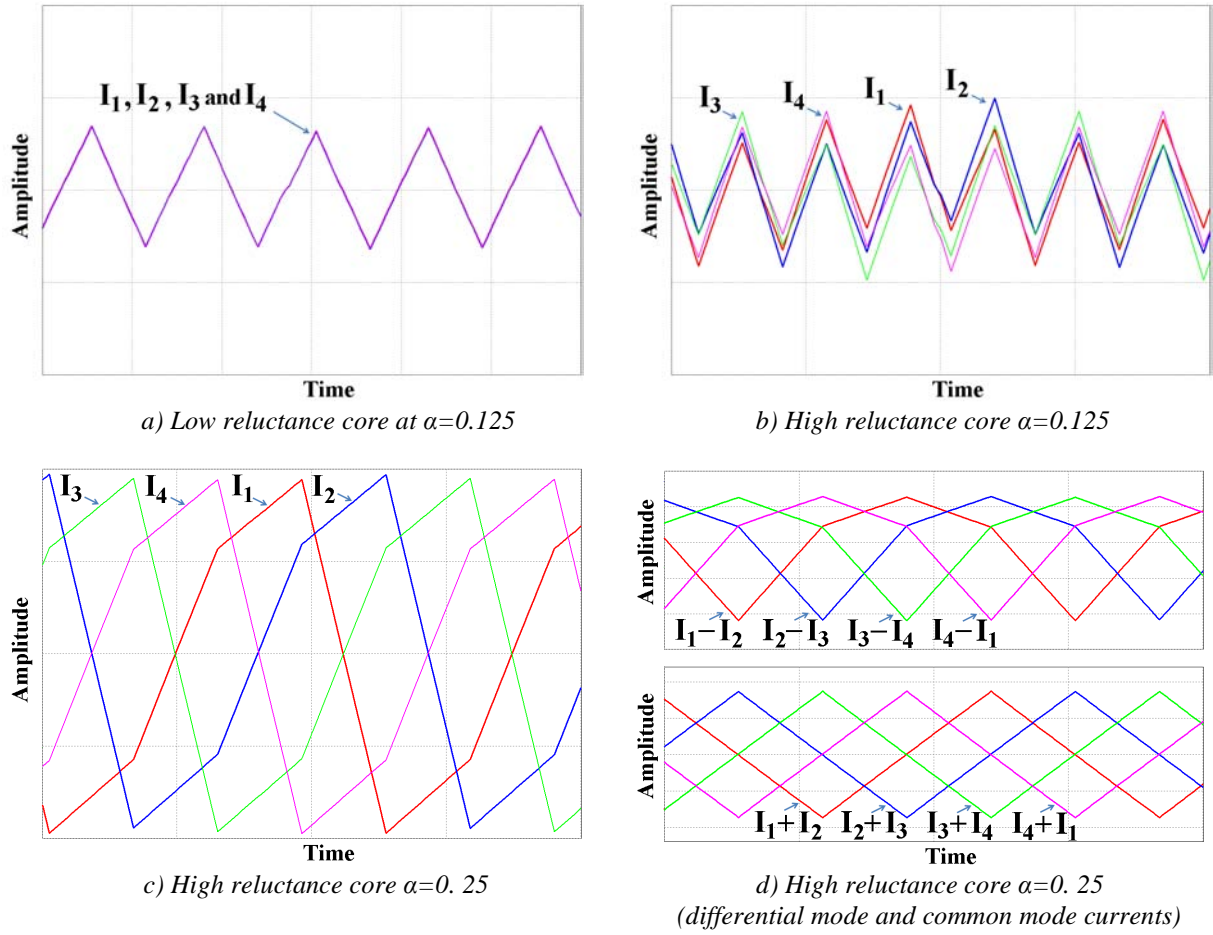 Amplitude
I₁, I₂ , I₃ and I₄
Time
a) Low reluctance core at α=0.125
Amplitude
I₃
I₄
I₁
I₂
Time
b) High reluctance core α=0.125
Amplitude
I₃
I₄
I₁
I₂
Time
c) High reluctance core α=0. 25
Amplitude
I₁−I₂
I₂−I₃
I₃−I₄
I₄−I₁
Amplitude
I₁+I₂
I₂+I₃
I₃+I₄
I₄+I₁
Time
d) High reluctance core α=0. 25
(differential mode and common mode currents)